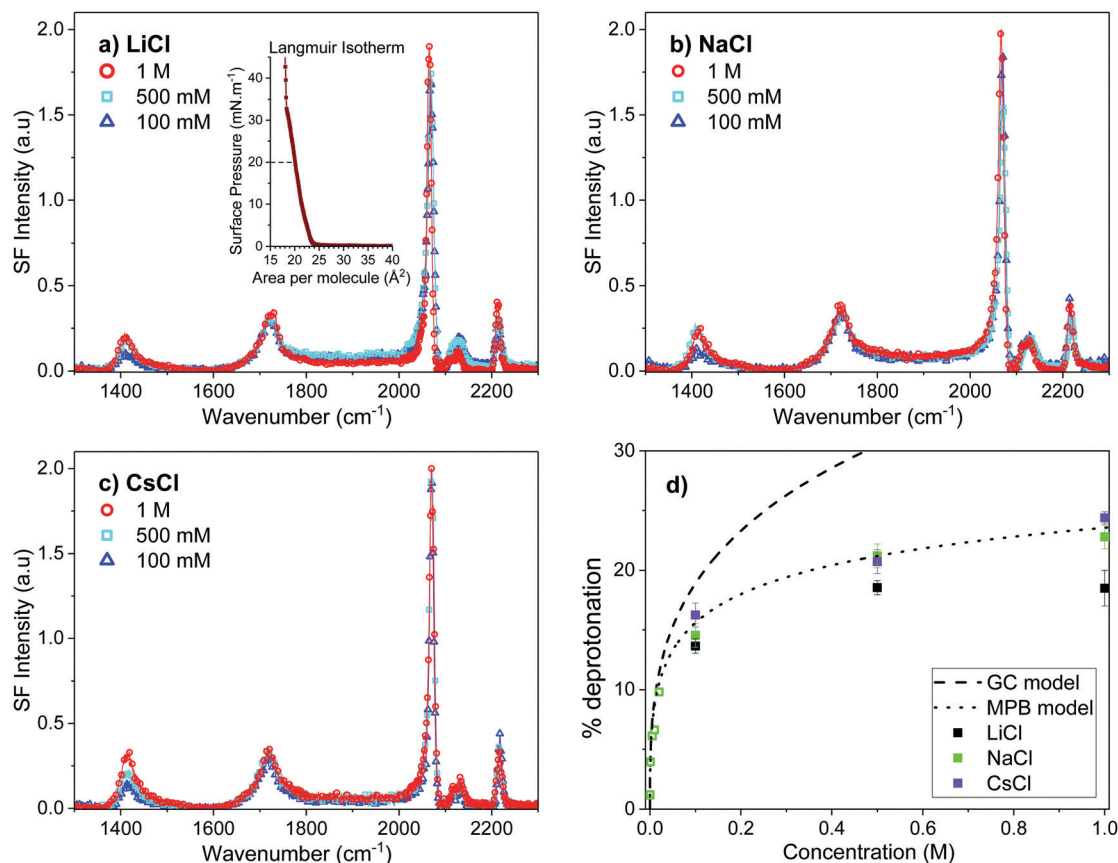 a) LiCl
1 M
500 mM
100 mM
Langmuir Isotherm
Surface Pressure (mN.m⁻¹)
40
30
20
10
0
15 20 25 30 35 40
Area per molecule (Å²)
SF Intensity (a.u)
2.0
1.5
1.0
0.5
0.0
1400 1600 1800 2000 2200
Wavenumber (cm⁻¹)
b) NaCl
1 M
500 mM
100 mM
SF Intensity (a.u)
2.0
1.5
1.0
0.5
0.0
1400 1600 1800 2000 2200
Wavenumber (cm⁻¹)
c) CsCl
1 M
500 mM
100 mM
SF Intensity (a.u)
2.0
1.5
1.0
0.5
0.0
1400 1600 1800 2000 2200
Wavenumber (cm⁻¹)
d)
% deprotonation
30
20
10
0
GC model
MPB model
LiCl
NaCl
CsCl
0.0 0.2 0.4 0.6 0.8 1.0
Concentration (M)